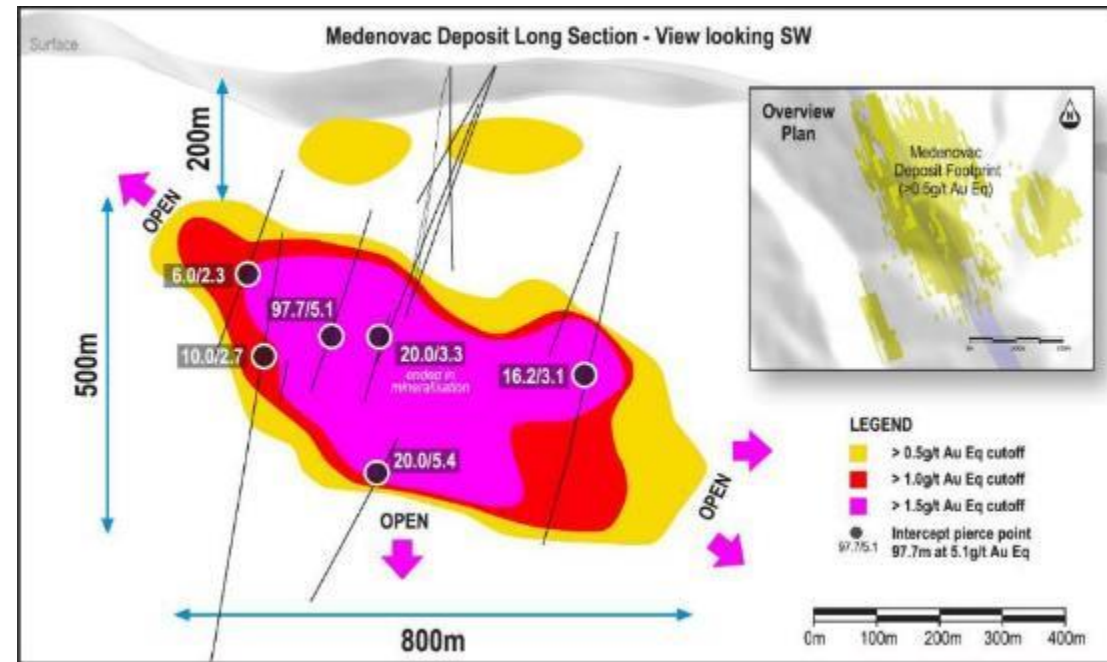 Surface
Medenovac Deposit Long Section - View looking SW
200m
OPEN
500m
6.0/2.3
97.7/5.1
10.0/2.7
20.0/3.3
ended in
mineralisation
16.2/3.1
20.0/5.4
OPEN
OPEN
800m
Overview
Plan
N
Medenovac
Deposit Footprint
(>0.5g/t Au Eq)
LEGEND
> 0.5g/t Au Eq cutoff
> 1.0g/t Au Eq cutoff
> 1.5g/t Au Eq cutoff
Intercept pierce point
97.7/5.1 97.7m at 5.1g/t Au Eq
0m 100m 200m 300m 400m